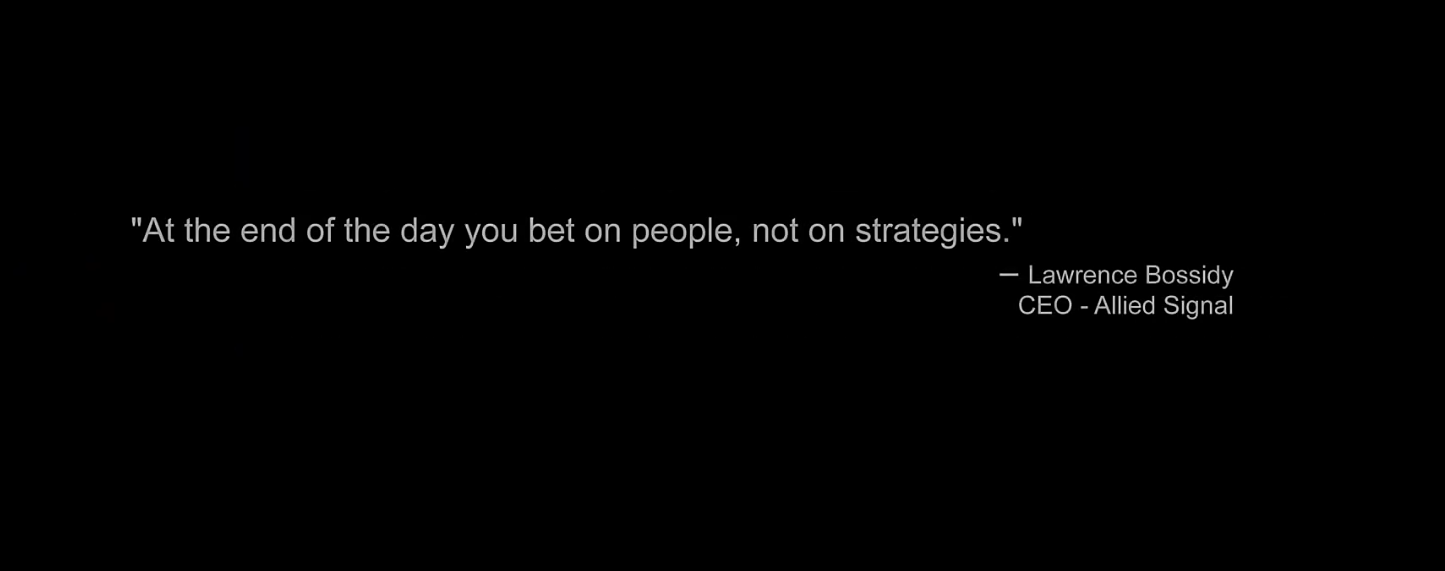 "At the end of the day you bet on people, not on strategies."
— Lawrence Bossidy
CEO - Allied Signal